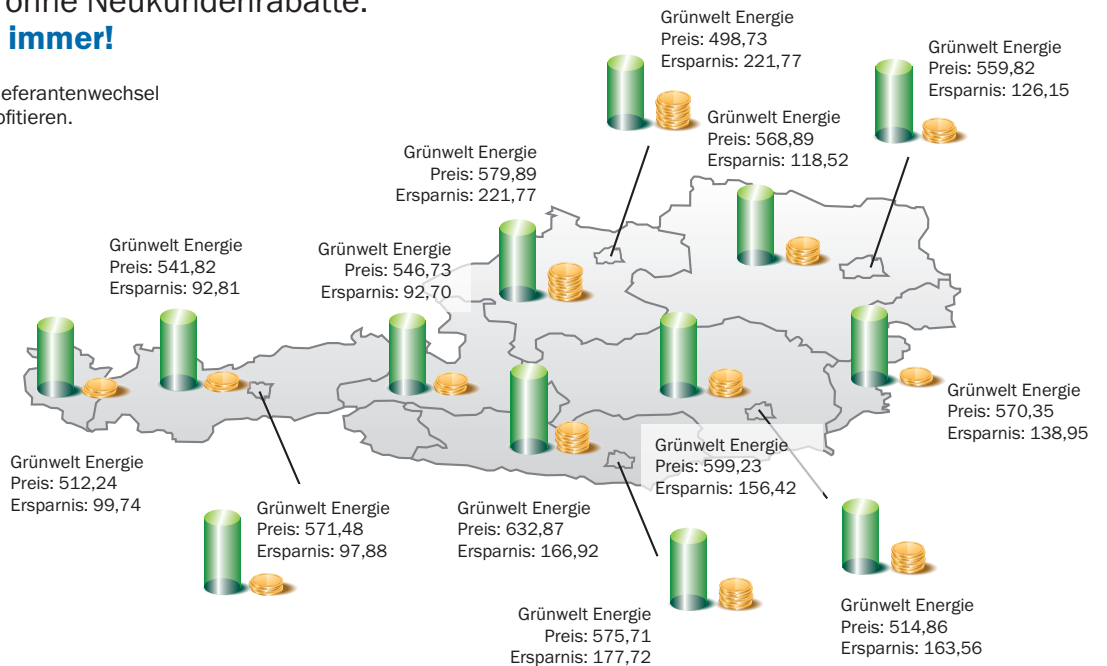 ohne Neukundenrabatte.
immer!
ieferantenwechsel
ofitieren.
Grünwelt Energie
Preis: 498,73
Ersparnis: 221,77
Grünwelt Energie
Preis: 559,82
Ersparnis: 126,15
Grünwelt Energie
Preis: 568,89
Ersparnis: 118,52
Grünwelt Energie
Preis: 579,89
Ersparnis: 221,77
Grünwelt Energie
Preis: 541,82
Ersparnis: 92,81
Grünwelt Energie
Preis: 546,73
Ersparnis: 92,70
Grünwelt Energie
Preis: 570,35
Ersparnis: 138,95
Grünwelt Energie
Preis: 599,23
Ersparnis: 156,42
Grünwelt Energie
Preis: 512,24
Ersparnis: 99,74
Grünwelt Energie
Preis: 571,48
Ersparnis: 97,88
Grünwelt Energie
Preis: 632,87
Ersparnis: 166,92
Grünwelt Energie
Preis: 575,71
Ersparnis: 177,72
Grünwelt Energie
Preis: 514,86
Ersparnis: 163,56